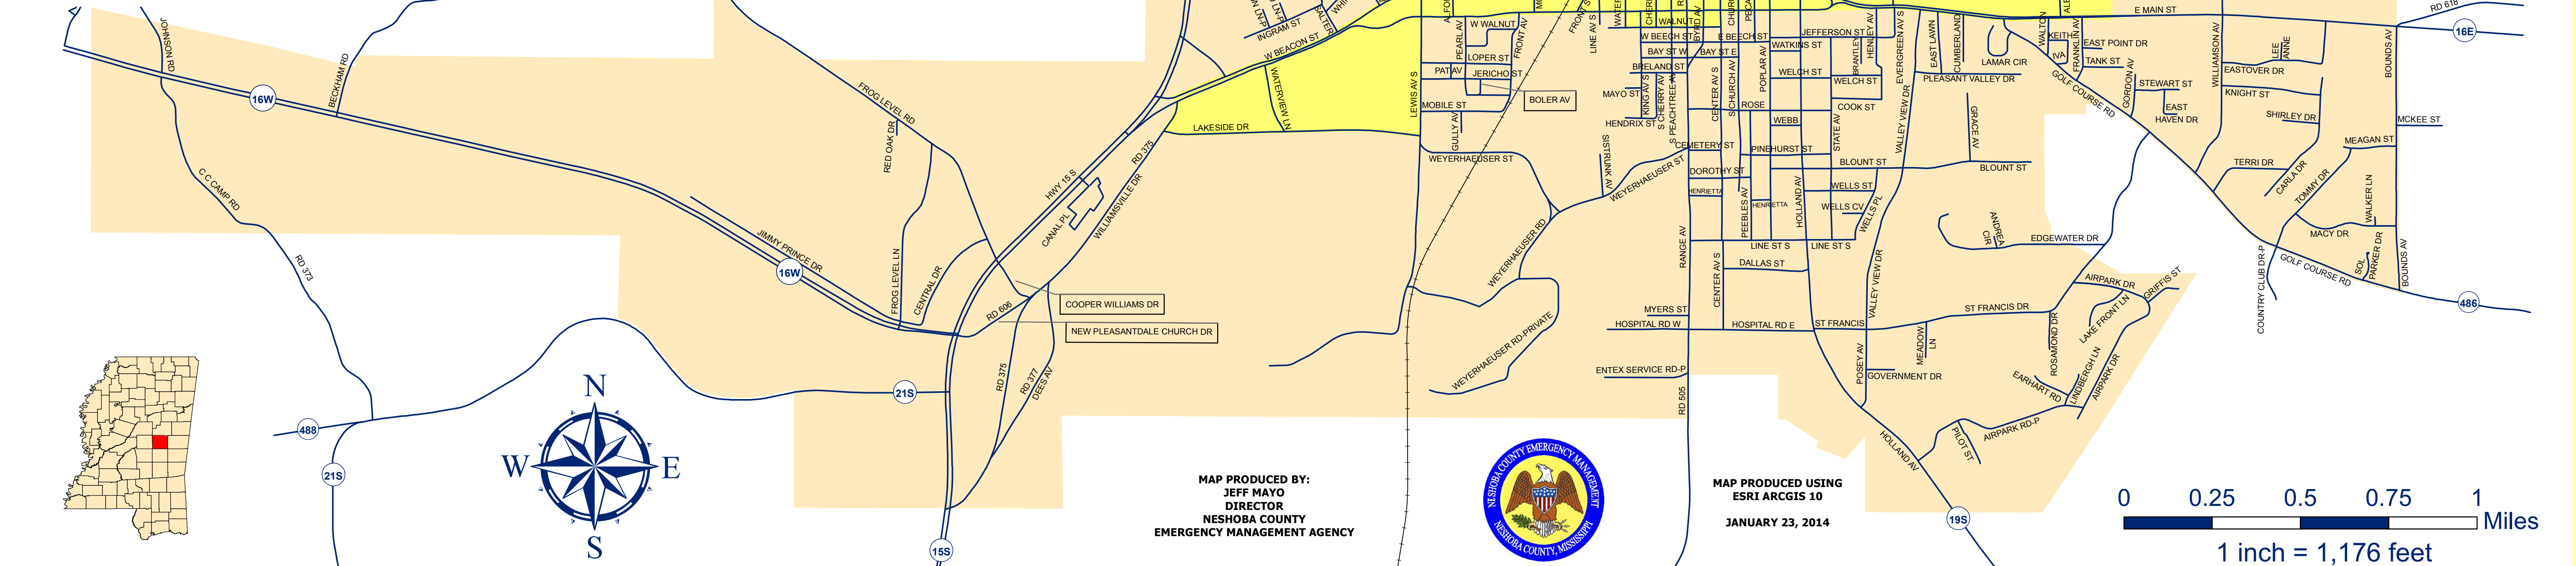 JOHNSON RD
BECKHAM RD
16W
C C CAMP RD
RD 373
488
21S
INGRAM ST
W BEACON ST
WATERVIEW LN
LAKESIDE DR
FROG LEVEL RD
RED OAK DR
HWY 15 S
RD 375
CANAL PL
WILLIAMSVILLE DR
JIMMY PRINCE DR
16W
FROG LEVEL LN
CENTRAL DR
RD 606
COOPER WILLIAMS DR
NEW PLEASANTDALE CHURCH DR
RD 375
RD 377
DEES AV
21S
15S
N
W
E
S
LEWIS AV S
W WALNUT
PEARL AV
FRONT AV
LOPER ST
PAT AV
JERICHO ST
BOLER AV
MOBILE ST
GULLY AV
WEYERHAEUSER ST
LINE AV S
WALNUT
W BEECH ST
E BEECH ST
BYRD AV
BAY ST W
BAY ST E
BRELAND ST
MAYO ST
KING AV S
S CHERRY AV
S PEACHTREE AV
CENTER AV S
S CHURCH AV
POPLAR AV
HENDRIX ST
SISTRUNK AV
CEMETERY ST
WEYERHAEUSER ST
DOROTHY ST
HENRIETTA
PEEBLES AV
HENRIETTA
WEYERHAEUSER RD
WEYERHAEUSER RD-PRIVATE
RANGE AV
CENTER AV S
JEFFERSON ST
WATKINS ST
WELCH ST
WELCH ST
BRANTLEY
HENLEY AV
EVERGREEN AV S
ROSE
COOK ST
WEBB
STATE AV
PINEHURST ST
BLOUNT ST
BLOUNT ST
HOLLAND AV
WELLS ST
WELLS CV
WELLS PL
VALLEY VIEW DR
LINE ST S
LINE ST S
DALLAS ST
MYERS ST
HOSPITAL RD W
HOSPITAL RD E
ST FRANCIS
ST FRANCIS DR
VALLEY VIEW DR
ENTEX SERVICE RD-P
RD 505
POSEY AV
GOVERNMENT DR
MEADOW
LN
HOLLAND AV
PILOT ST
AIRPARK RD-P
19S
EAST LAWN
CUMBERLAND
PLEASANT VALLEY DR
LAMAR CIR
GRACE AV
ANDREA
CIR
EDGEWATER DR
AIRPARK DR
GRIFFIS ST
LAKE FRONT LN
ROSAMOND DR
EARHART RD
LINDBERGH LN
AIRPARK DR
E MAIN ST
RD 618
16E
WALTON
KEITH
IVA
FRANKLIN AV
EAST POINT DR
TANK ST
GOLF COURSE RD
GORDON AV
STEWART ST
EAST
HAVEN DR
WILLIAMSON AV
LEE
ANNE
EASTOVER DR
KNIGHT ST
SHIRLEY DR
BOUNDS AV
MCKEE ST
MEAGAN ST
TERRI DR
CARLA DR
TOMMY DR
WALKER LN
MACY DR
SOL
PARKER DR
BOUNDS AV
COUNTRY CLUB DR-P
GOLF COURSE RD
486
MAP PRODUCED BY:
JEFF MAYO
DIRECTOR
NESHOBA COUNTY
EMERGENCY MANAGEMENT AGENCY
NESHOBA COUNTY EMERGENCY MANAGEMENT
NESHOBA COUNTY, MISSISSIPPI
MAP PRODUCED USING
ESRI ARCGIS 10
JANUARY 23, 2014
0 0.25 0.5 0.75 1
Miles
1 inch = 1,176 feet